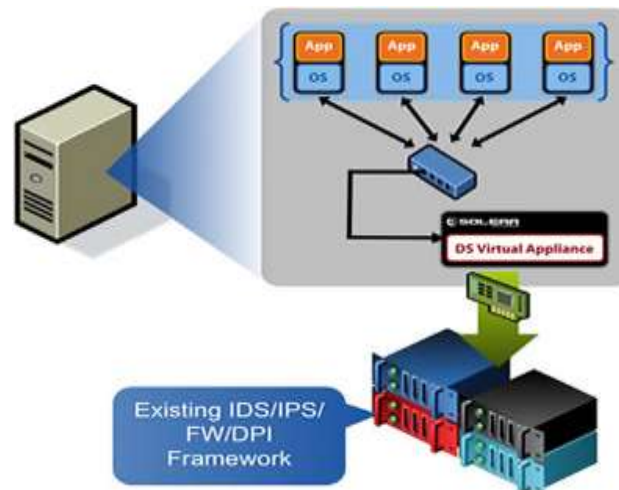 App App App App
OS OS OS OS
SOLERA
DS Virtual Appliance
Existing IDS/IPS/
FW/DPI
Framework